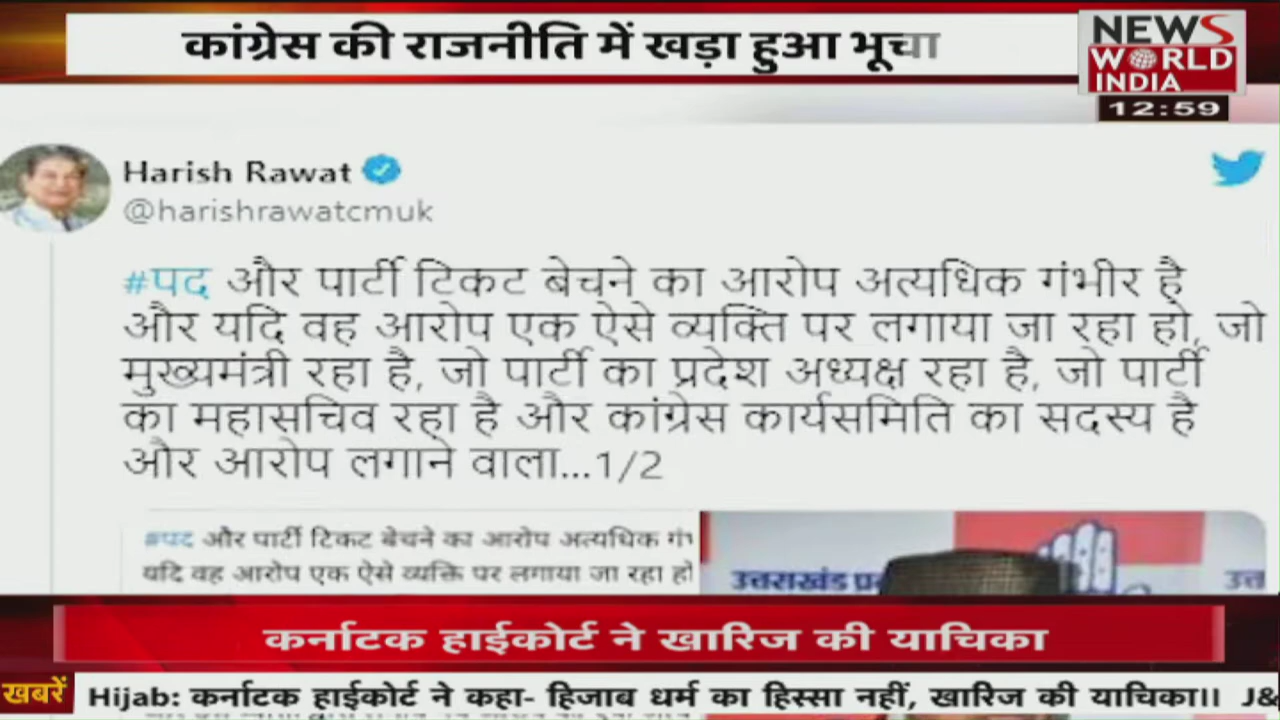 कांग्रेस की राजनीति में खड़ा हुआ भूचा
NEWS
WORLD
INDIA
12:59
Harish Rawat
@harishrawatcmuk
#पद और पार्टी टिकट बेचने का आरोप अत्यधिक गंभीर है
और यदि वह आरोप एक ऐसे व्यक्ति पर लगाया जा रहा हो, जो
मुख्यमंत्री रहा है, जो पार्टी का प्रदेश अध्यक्ष रहा है, जो पार्टी
का महासचिव रहा है और कांग्रेस कार्यसमिति का सदस्य है
और आरोप लगाने वाला...1/2
#पद और पार्टी टिकट बेचने का आरोप अत्यधिक गं
यदि वह आरोप एक ऐसे व्यक्ति पर लगाया जा रहा हो
उत्तराखंड प्र
उत्त
कर्नाटक हाईकोर्ट ने खारिज की याचिका
खबरें Hijab: कर्नाटक हाईकोर्ट ने कहा- हिजाब धर्म का हिस्सा नहीं, खारिज की याचिका।। J&